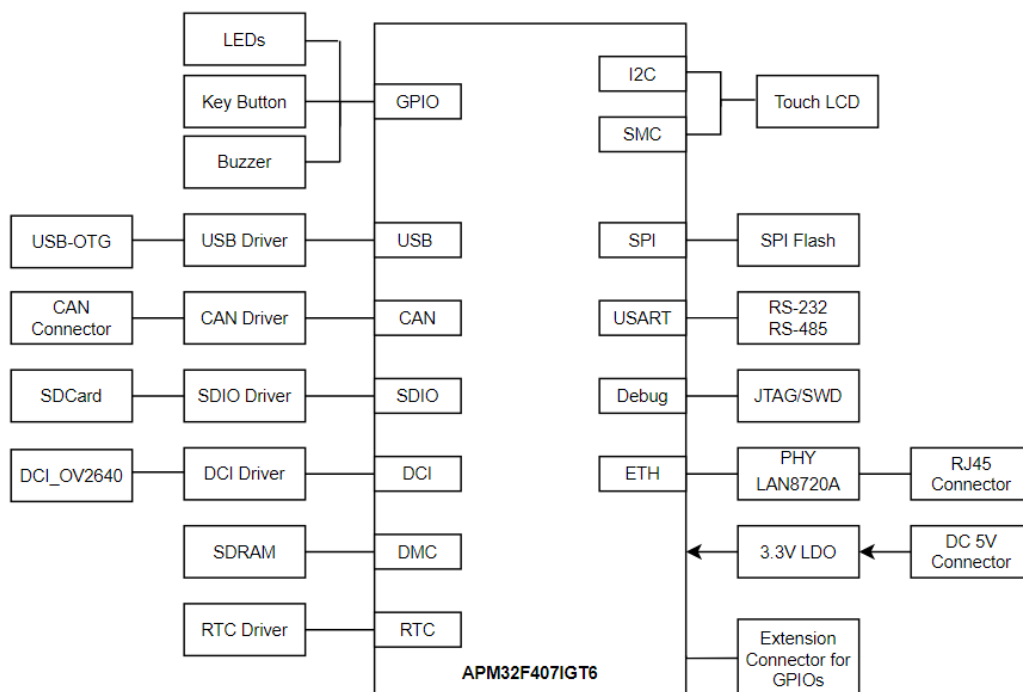 LEDs
Key Button
GPIO
Buzzer
USB-OTG
USB Driver
USB
CAN
Connector
CAN Driver
CAN
SDCard
SDIO Driver
SDIO
DCI_OV2640
DCI Driver
DCI
SDRAM
DMC
RTC Driver
RTC
I2C
SMC
Touch LCD
SPI
SPI Flash
USART
RS-232
RS-485
Debug
JTAG/SWD
ETH
PHY
LAN8720A
RJ45
Connector
3.3V LDO
DC 5V
Connector
Extension
Connector for
GPIOs
APM32F407IGT6